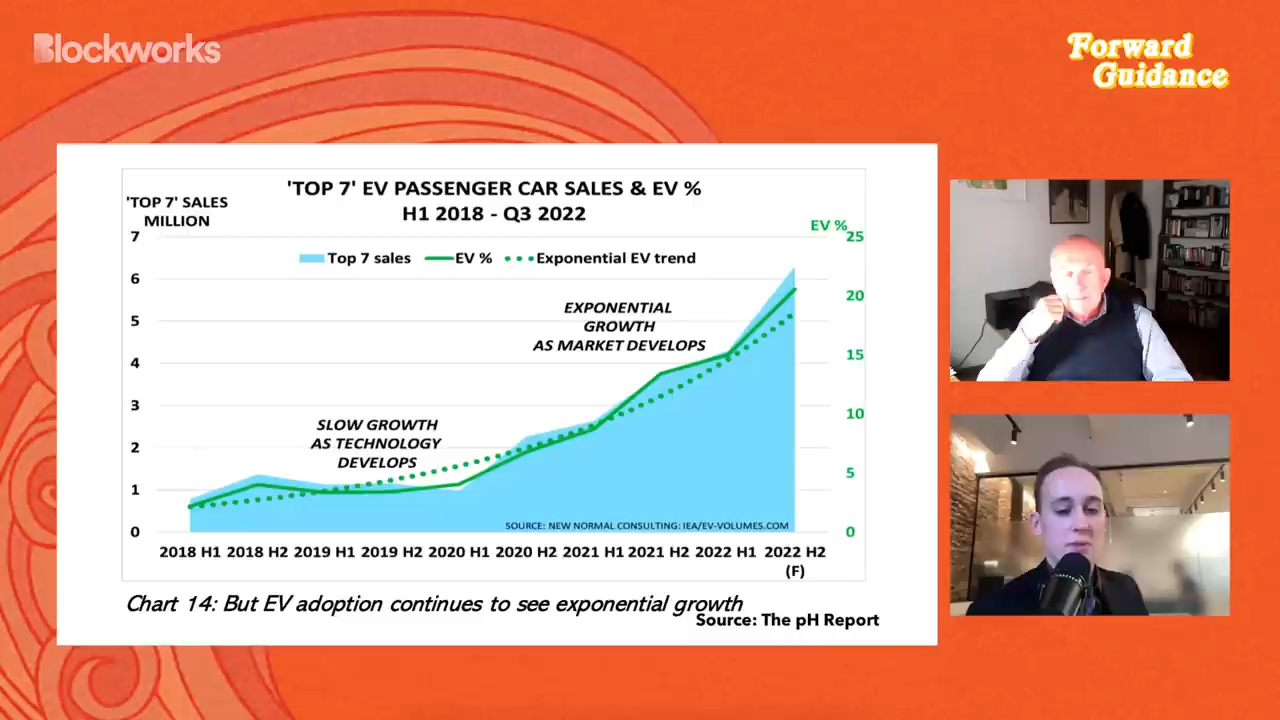 Blockworks
Forward
Guidance
'TOP 7' EV PASSENGER CAR SALES & EV %
H1 2018 - Q3 2022
'TOP 7' SALES
MILLION
EV %
7
6
5
4
3
2
1
0
25
20
15
10
5
0
Top 7 sales
EV %
Exponential EV trend
EXPONENTIAL
GROWTH
AS MARKET DEVELOPS
SLOW GROWTH
AS TECHNOLOGY
DEVELOPS
SOURCE: NEW NORMAL CONSULTING: IEA/EV-VOLUMES.COM
2018 H1 2018 H2 2019 H1 2019 H2 2020 H1 2020 H2 2021 H1 2021 H2 2022 H1 2022 H2
(F)
Chart 14: But EV adoption continues to see exponential growth
Source: The pH Report